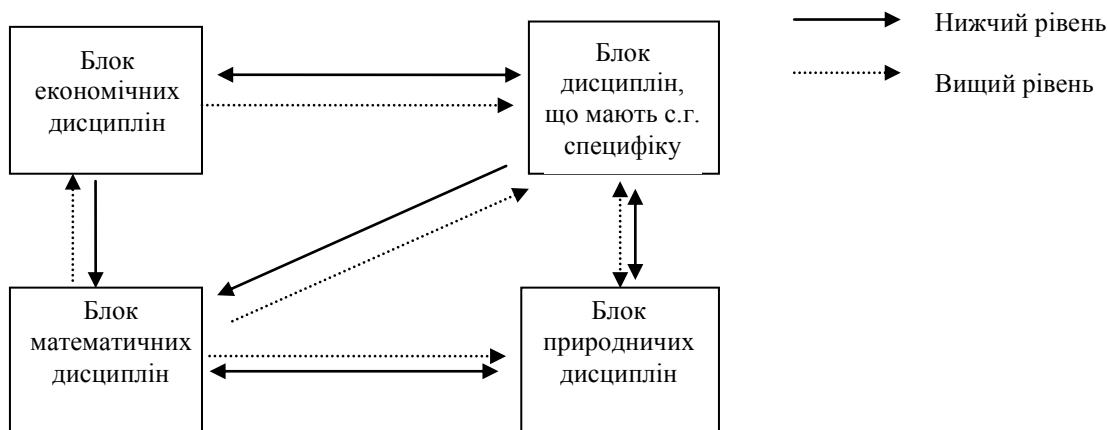 Блок
економічних
дисциплін
Блок
дисциплін,
що мають с.г.
специфіку
Нижчий рівень
Вищий рівень
Блок
математичних
дисциплін
Блок
природничих
дисциплін